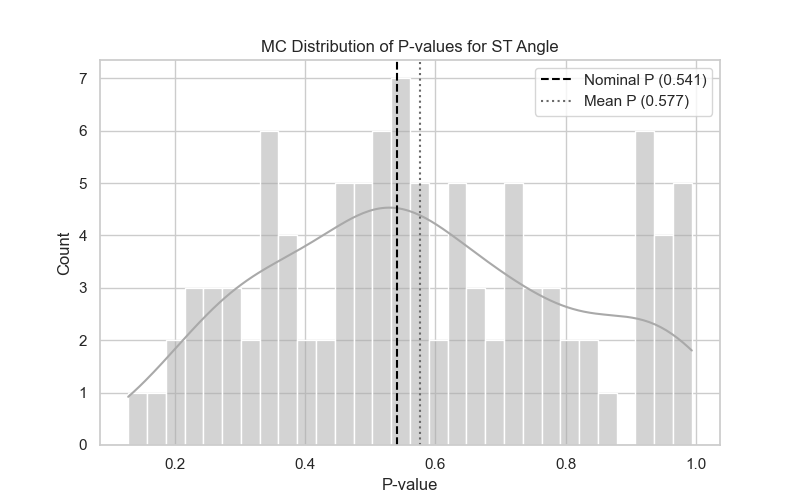 MC Distribution of P-values for ST Angle
Nominal P (0.541)
Mean P (0.577)
Count
7
6
5
4
3
2
1
0
0.2 0.4 0.6 0.8 1.0
P-value